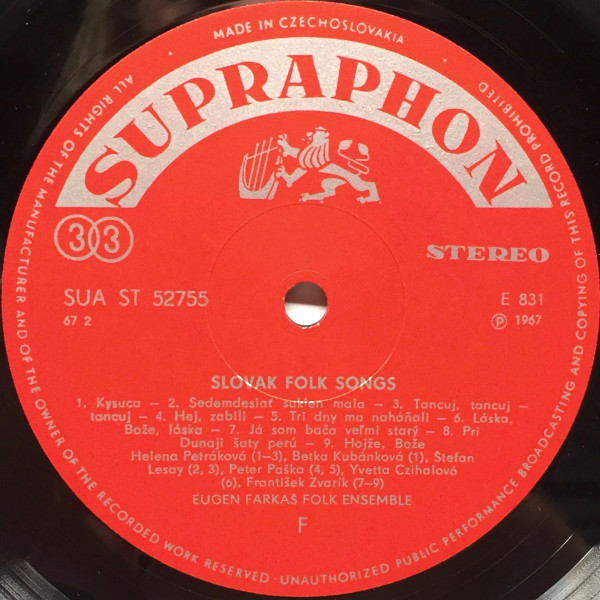 MADE IN CZECHOSLOVAKIA
ALL RIGHTS OF THE MANUFACTURER AND OF THE OWNER OF THE RECORDED WORK RESERVED · UNAUTHORIZED PUBLIC PERFORMANCE BROADCASTING AND COPYING OF THIS RECORD PROHIBITED
SUPRAPHON
33
STEREO
SUA ST 52755
E 831
67 2
Ⓟ 1967
SLOVAK FOLK SONGS
1. Kysuca – 2. Sedemdesiať sukien mala – 3. Tancuj, tancuj –
tancuj – 4. Hej, zabili – 5. Tri dny ma naháňali – 6. Láska,
Bože, láska – 7. Já som bača veľmi starý – 8. Pri
Dunaji šaty perú – 9. Hojže, Bože
Helena Petráková (1–3), Betka Kubánková (1), Štefan
Lesay (2, 3), Peter Paška (4, 5), Yvetta Czihalová
(6), František Zvarík (7–9)
EUGEN FARKAŠ FOLK ENSEMBLE
F